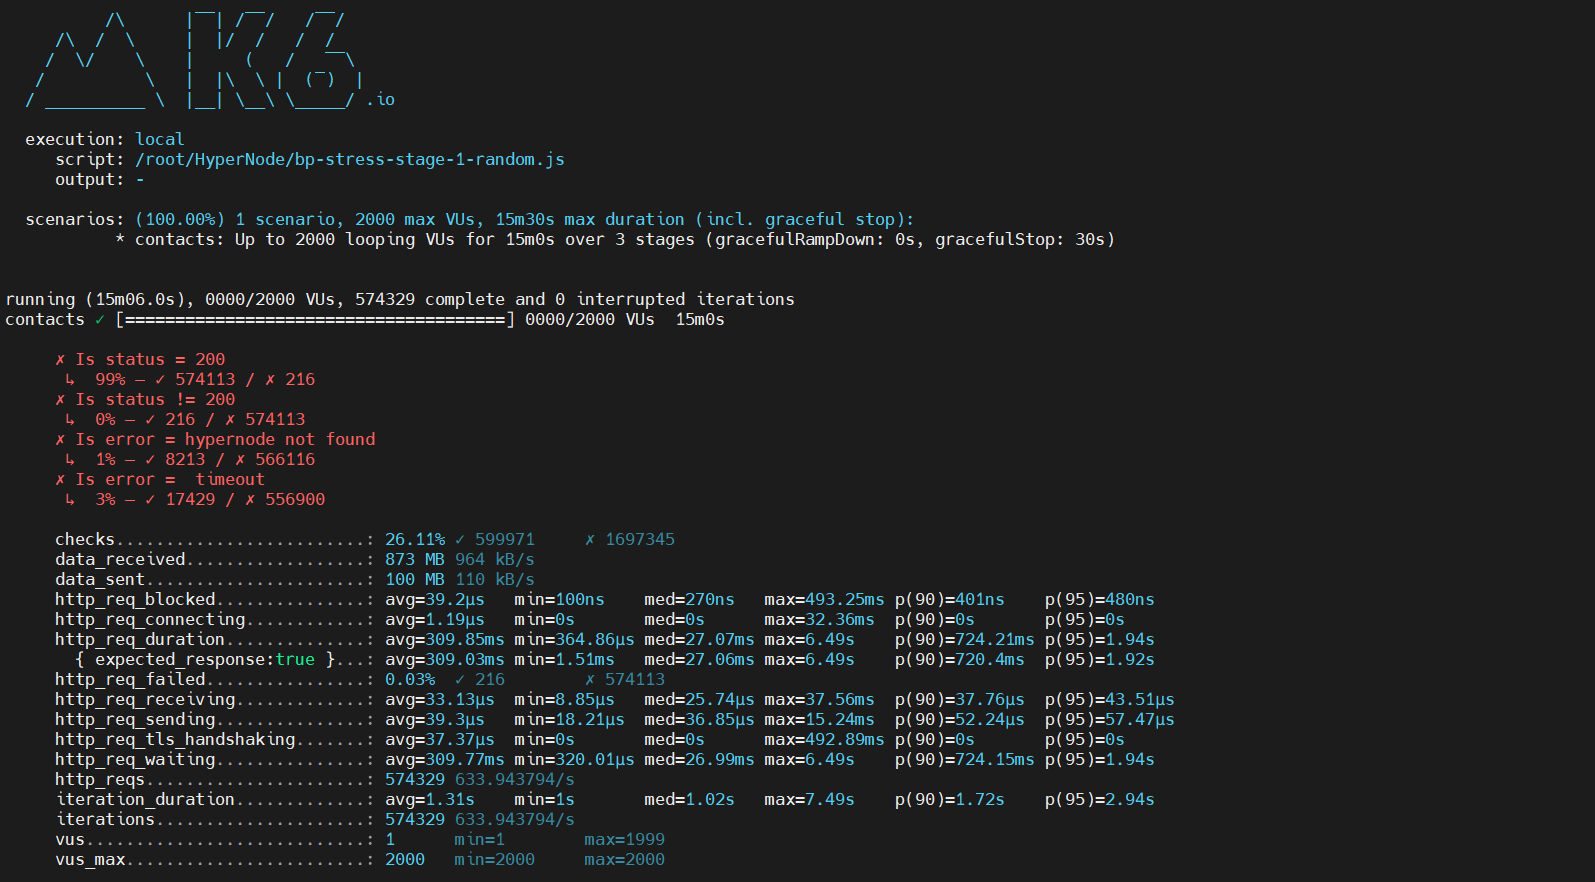 .io
execution: local
script: /root/HyperNode/bp-stress-stage-1-random.js
output: -
scenarios: (100.00%) 1 scenario, 2000 max VUs, 15m30s max duration (incl. graceful stop):
* contacts: Up to 2000 looping VUs for 15m0s over 3 stages (gracefulRampDown: 0s, gracefulStop: 30s)
running (15m06.0s), 0000/2000 VUs, 574329 complete and 0 interrupted iterations
contacts ✓ [======================================] 0000/2000 VUs  15m0s
✗ Is status = 200
↳  99% — ✓ 574113 / ✗ 216
✗ Is status != 200
↳  0% — ✓ 216 / ✗ 574113
✗ Is error = hypernode not found
↳  1% — ✓ 8213 / ✗ 566116
✗ Is error =  timeout
↳  3% — ✓ 17429 / ✗ 556900
checks.........................: 26.11% ✓ 599971     ✗ 1697345
data_received..................: 873 MB 964 kB/s
data_sent......................: 100 MB 110 kB/s
http_req_blocked...............: avg=39.2µs   min=100ns    med=270ns   max=493.25ms p(90)=401ns    p(95)=480ns
http_req_connecting............: avg=1.19µs   min=0s       med=0s      max=32.36ms  p(90)=0s       p(95)=0s
http_req_duration..............: avg=309.85ms min=364.86µs med=27.07ms max=6.49s    p(90)=724.21ms p(95)=1.94s
{ expected_response:true }...: avg=309.03ms min=1.51ms   med=27.06ms max=6.49s    p(90)=720.4ms  p(95)=1.92s
http_req_failed................: 0.03%  ✓ 216        ✗ 574113
http_req_receiving.............: avg=33.13µs  min=8.85µs   med=25.74µs max=37.56ms  p(90)=37.76µs  p(95)=43.51µs
http_req_sending...............: avg=39.3µs   min=18.21µs  med=36.85µs max=15.24ms  p(90)=52.24µs  p(95)=57.47µs
http_req_tls_handshaking.......: avg=37.37µs  min=0s       med=0s      max=492.89ms p(90)=0s       p(95)=0s
http_req_waiting...............: avg=309.77ms min=320.01µs med=26.99ms max=6.49s    p(90)=724.15ms p(95)=1.94s
http_reqs......................: 574329 633.943794/s
iteration_duration.............: avg=1.31s    min=1s       med=1.02s   max=7.49s    p(90)=1.72s    p(95)=2.94s
iterations.....................: 574329 633.943794/s
vus............................: 1      min=1        max=1999
vus_max........................: 2000   min=2000     max=2000